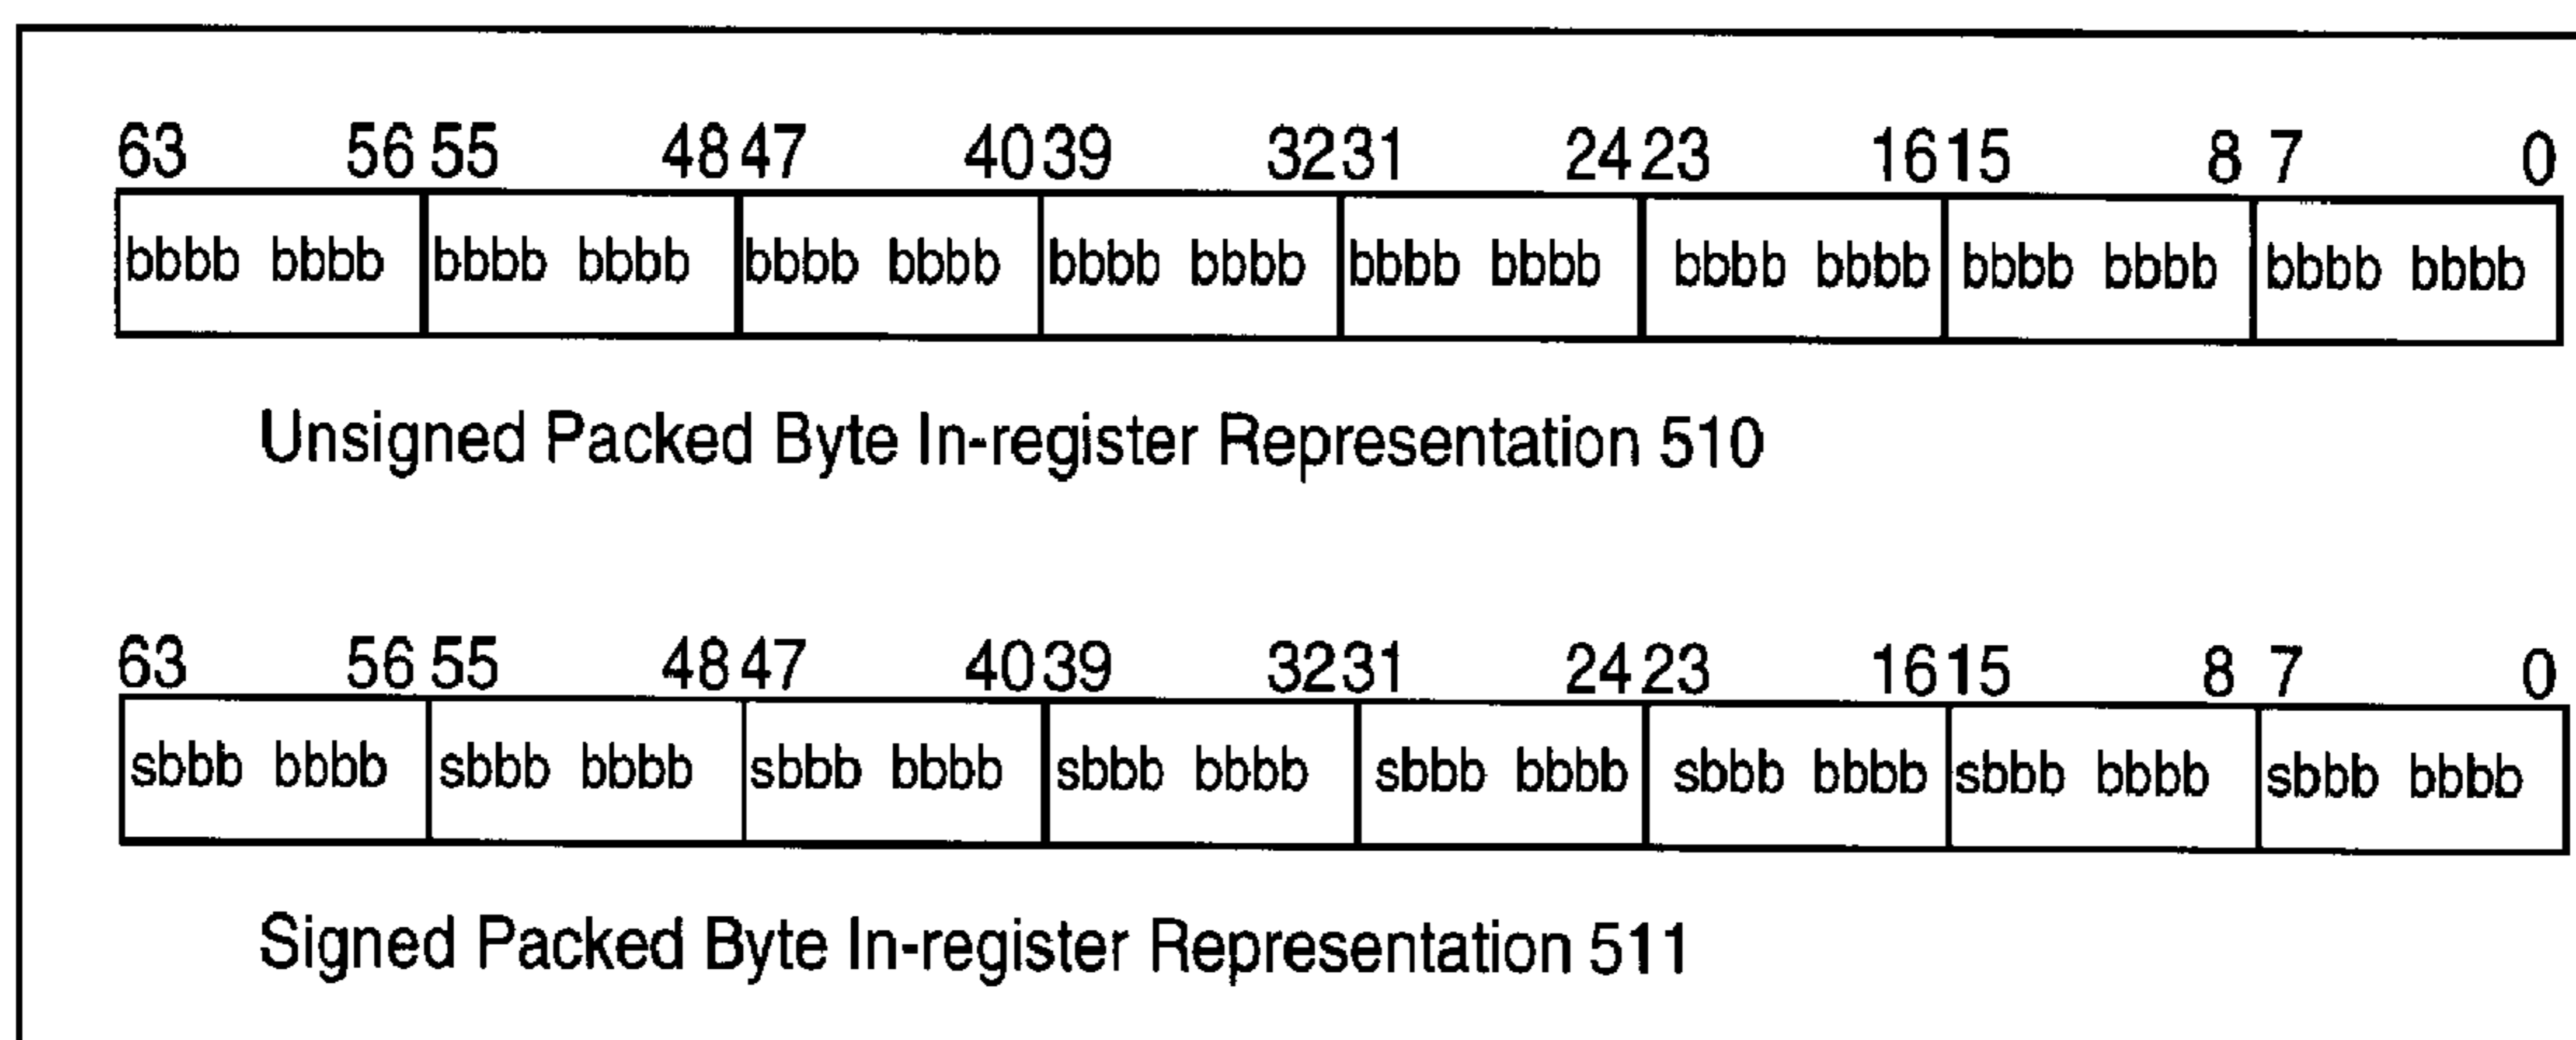 63 56 55 48 47 40 39 32 31 24 23 16 15 8 7 0
bbbb bbbb bbbb bbbb bbbb bbbb bbbb bbbb bbbb bbbb bbbb bbbb bbbb bbbb bbbb bbbb
Unsigned Packed Byte In-register Representation 510
63 56 55 48 47 40 39 32 31 24 23 16 15 8 7 0
sbbb bbbb sbbb bbbb sbbb bbbb sbbb bbbb sbbb bbbb sbbb bbbb sbbb bbbb sbbb bbbb
Signed Packed Byte In-register Representation 511